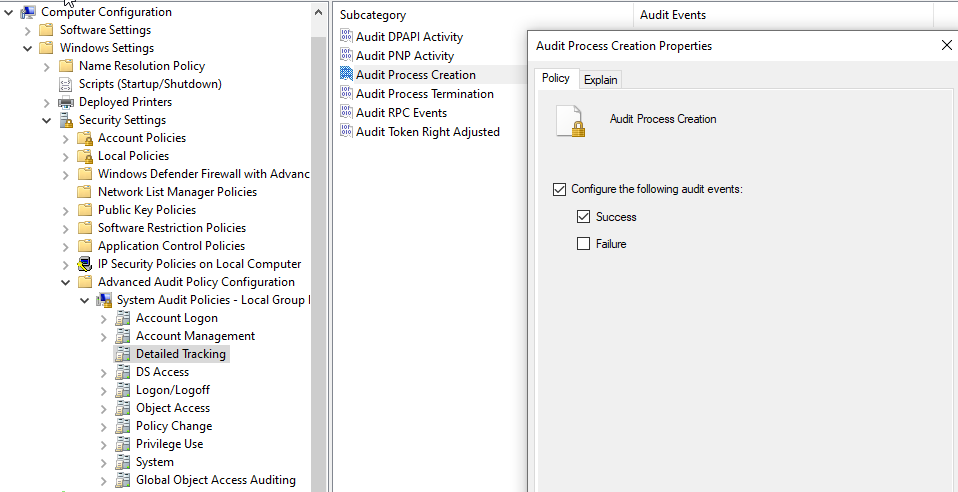 Computer Configuration
Software Settings
Windows Settings
Name Resolution Policy
Scripts (Startup/Shutdown)
Deployed Printers
Security Settings
Account Policies
Local Policies
Windows Defender Firewall with Advanc
Network List Manager Policies
Public Key Policies
Software Restriction Policies
Application Control Policies
IP Security Policies on Local Computer
Advanced Audit Policy Configuration
System Audit Policies - Local Group
Account Logon
Account Management
Detailed Tracking
DS Access
Logon/Logoff
Object Access
Policy Change
Privilege Use
System
Global Object Access Auditing
Subcategory
Audit Events
Audit DPAPI Activity
Audit PNP Activity
Audit Process Creation
Audit Process Termination
Audit RPC Events
Audit Token Right Adjusted
Audit Process Creation Properties
Policy
Explain
Audit Process Creation
Configure the following audit events:
Success
Failure